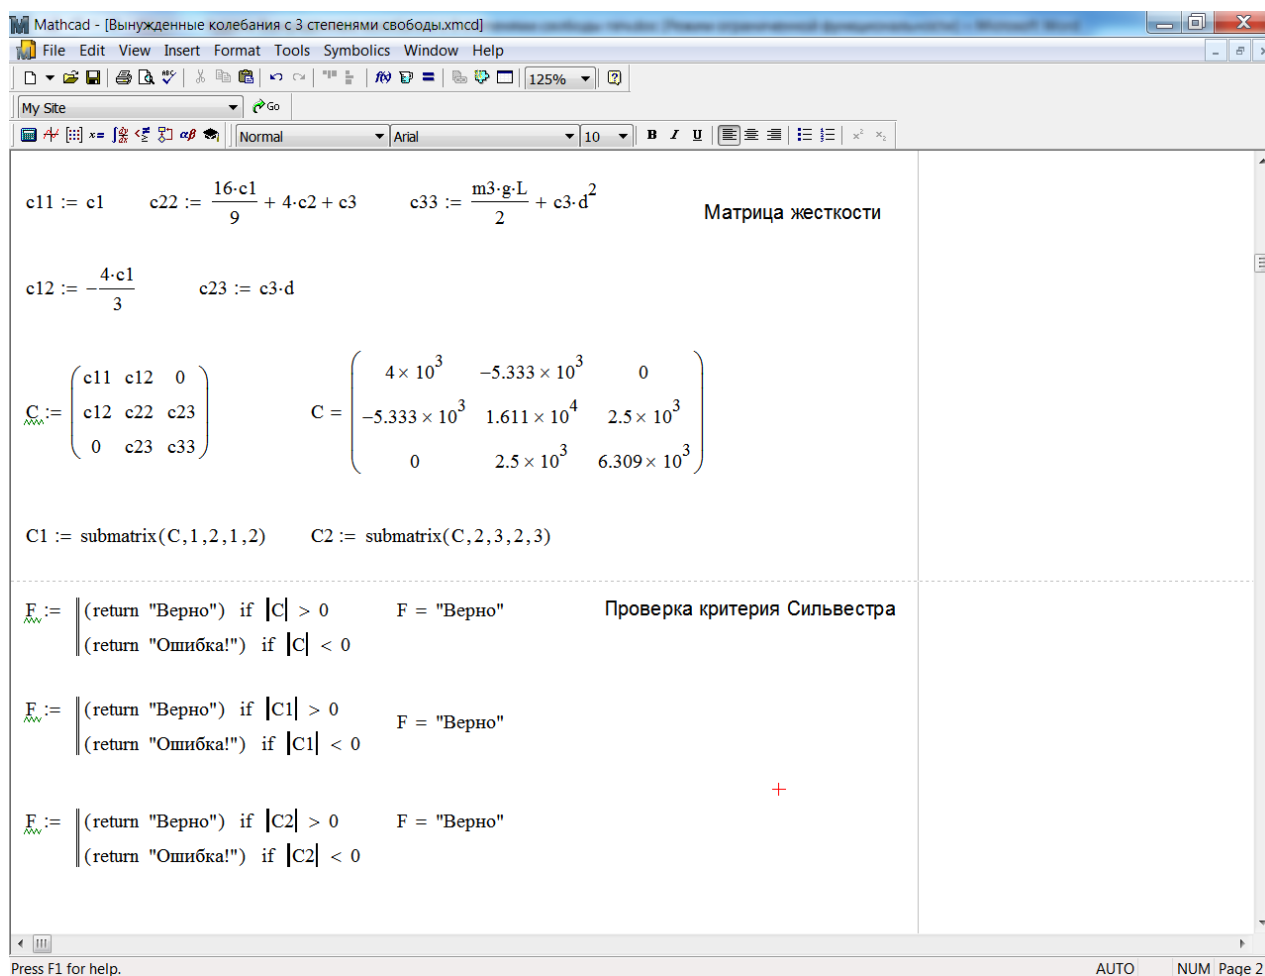 Mathcad - [Вынужденные колебания с 3 степенями свободы.xmcd]
File Edit View Insert Format Tools Symbolics Window Help
125%
My Site Go
Normal Arial 10 B I U
c11 := c1 c22 := 16·c1/9 + 4·c2 + c3 c33 := m3·g·L/2 + c3·d^2 Матрица жесткости
c12 := -4·c1/3 c23 := c3·d
C := (c11 c12 0
c12 c22 c23
0 c23 c33)
C = (4 × 10^3 -5.333 × 10^3 0
-5.333 × 10^3 1.611 × 10^4 2.5 × 10^3
0 2.5 × 10^3 6.309 × 10^3)
C1 := submatrix(C,1,2,1,2) C2 := submatrix(C,2,3,2,3)
F := (return "Верно") if |C| > 0 F = "Верно" Проверка критерия Сильвестра
(return "Ошибка!") if |C| < 0
F := (return "Верно") if |C1| > 0 F = "Верно"
(return "Ошибка!") if |C1| < 0
F := (return "Верно") if |C2| > 0 F = "Верно"
(return "Ошибка!") if |C2| < 0
Press F1 for help. AUTO NUM Page 2